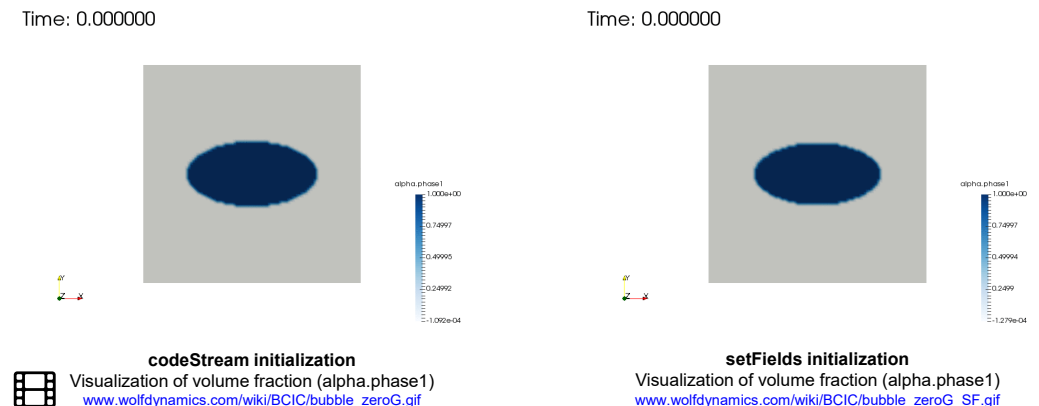 Time: 0.000000
alpha.phase1
1.000e+00
0.74997
0.49995
0.24992
-1.092e-04
Y
Z X
codeStream initialization
Visualization of volume fraction (alpha.phase1)
www.wolfdynamics.com/wiki/BCIC/bubble_zeroG.gif
Time: 0.000000
alpha.phase1
1.000e+00
0.74997
0.49994
0.2499
-1.279e-04
Y
Z X
setFields initialization
Visualization of volume fraction (alpha.phase1)
www.wolfdynamics.com/wiki/BCIC/bubble_zeroG_SF.gif